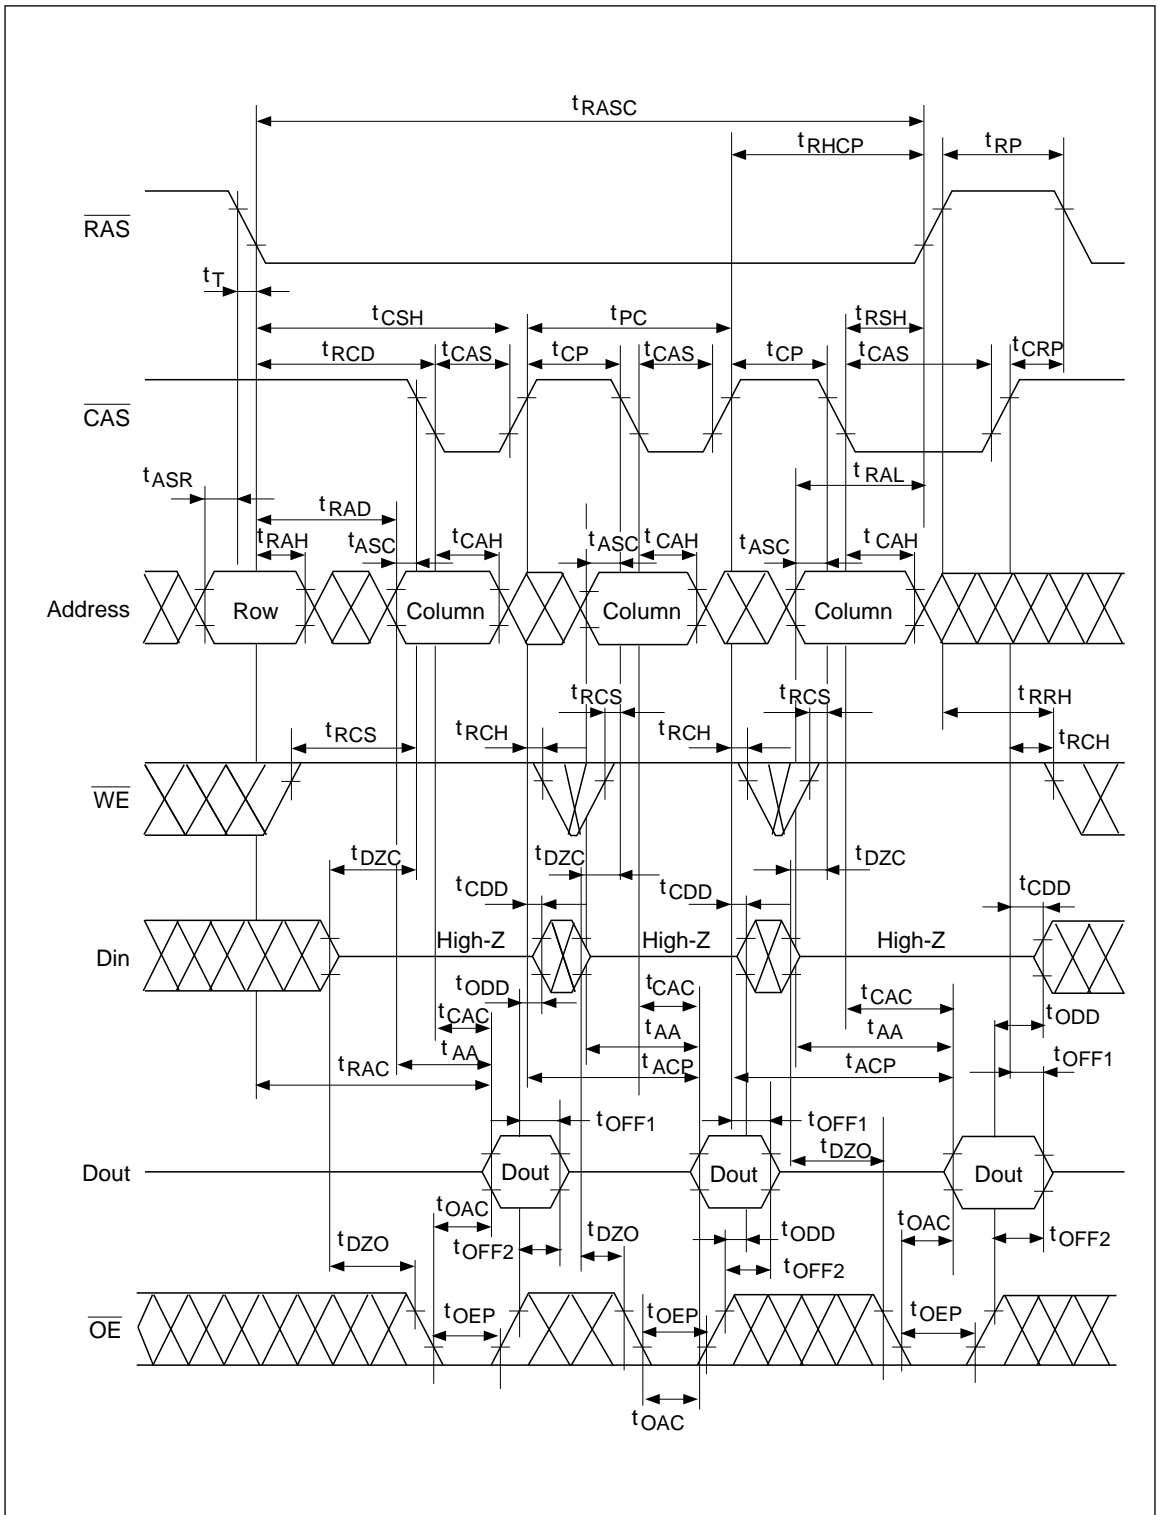 tRASC
tRHCP tRP
RAS
tT
tCSH tPC tRSH
tRCD tCAS tCP tCAS tCP tCAS tCRP
CAS
tASR tRAL
tRAD
tRAH tASC tCAH tASC tCAH tASC tCAH
Address Row Column Column Column
tRCS tRCS tRRH
tRCS tRCH tRCH tRCH
WE
tDZC tDZC tDZC
tCDD tCDD tCDD
Din High-Z High-Z High-Z
tODD tCAC tCAC tODD
tCAC tAA tAA
tRAC tAA tACP tACP tOFF1
tOFF1 tOFF1
tDZO
Dout Dout Dout Dout
tOAC tOAC
tDZO tOFF2 tDZO tODD tOFF2
tOFF2
OE tOEP tOEP tOEP
tOAC